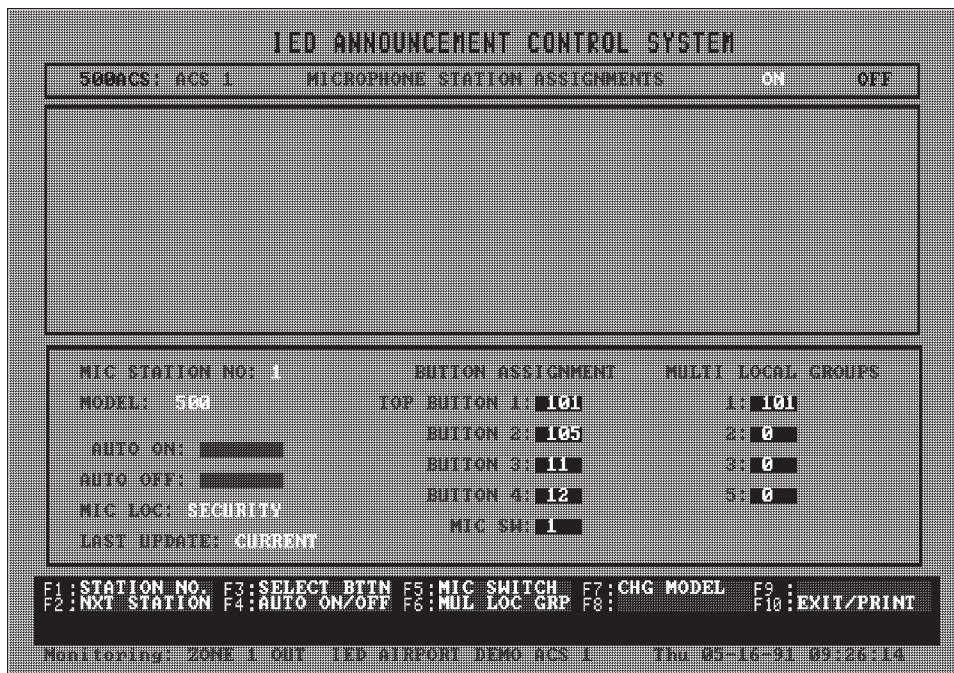 IED ANNOUNCEMENT CONTROL SYSTEM
500ACS: ACS 1 MICROPHONE STATION ASSIGNMENTS ON OFF
MIC STATION NO: 1 BUTTON ASSIGNMENT MULTI LOCAL GROUPS
MODEL: 500 TOP BUTTON 1: 101 1: 101
BUTTON 2: 105 2: 0
AUTO ON:
BUTTON 3: 11 3: 0
AUTO OFF:
BUTTON 4: 12 5: 0
MIC LOC: SECURITY
MIC SW: 1
LAST UPDATE: CURRENT
F1:STATION NO. F3:SELECT BTTN F5:MIC SWITCH F7:CHG MODEL F9 :
F2:NXT STATION F4:AUTO ON/OFF F6:MUL LOC GRP F8: F10:EXIT/PRINT
Monitoring: ZONE 1 OUT IED AIRPORT DEMO ACS 1 Thu 05-16-91 09:26:14